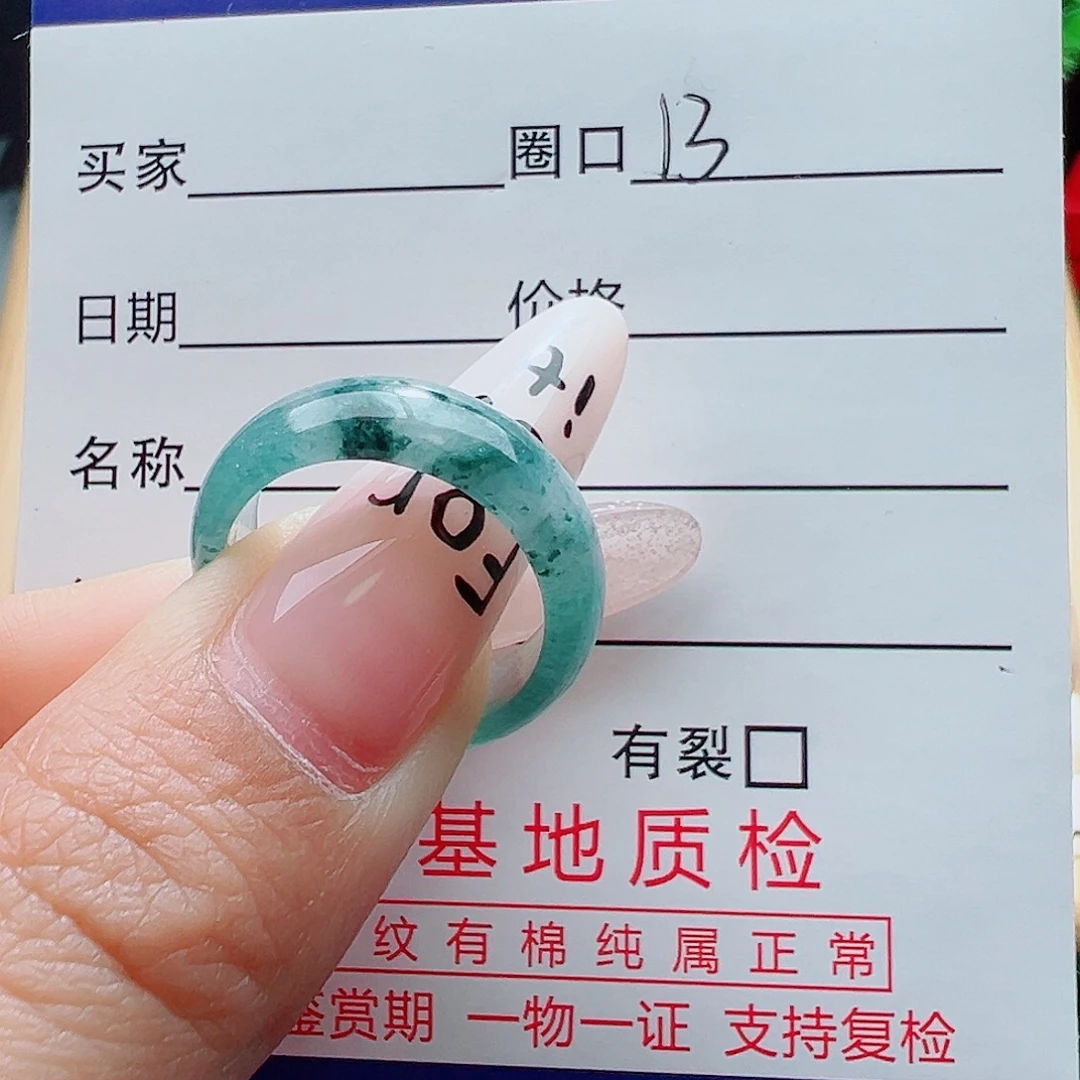 买家 圈口 13
日期 价格
名称
有裂
基地质检
纹有棉纯属正常
鉴赏期 一物一证 支持复检
For